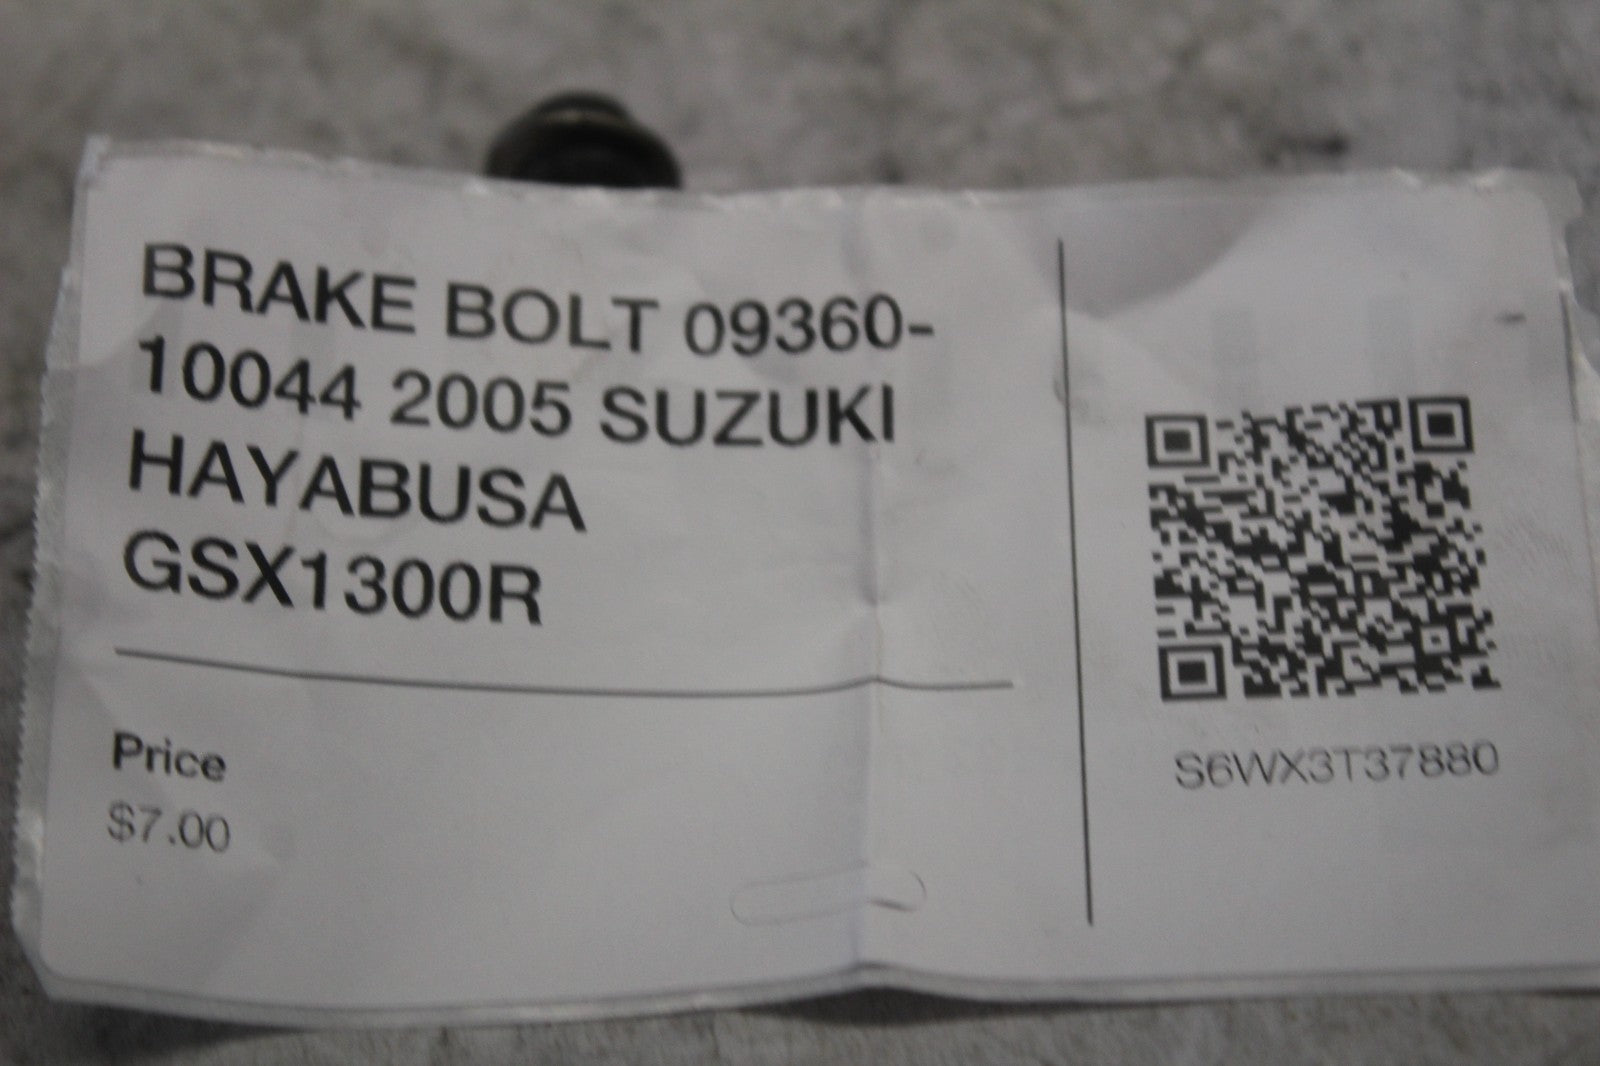 BRAKE BOLT 09360-
10044 2005 SUZUKI
HAYABUSA
GSX1300R
Price
$7.00
S6WX3T37880